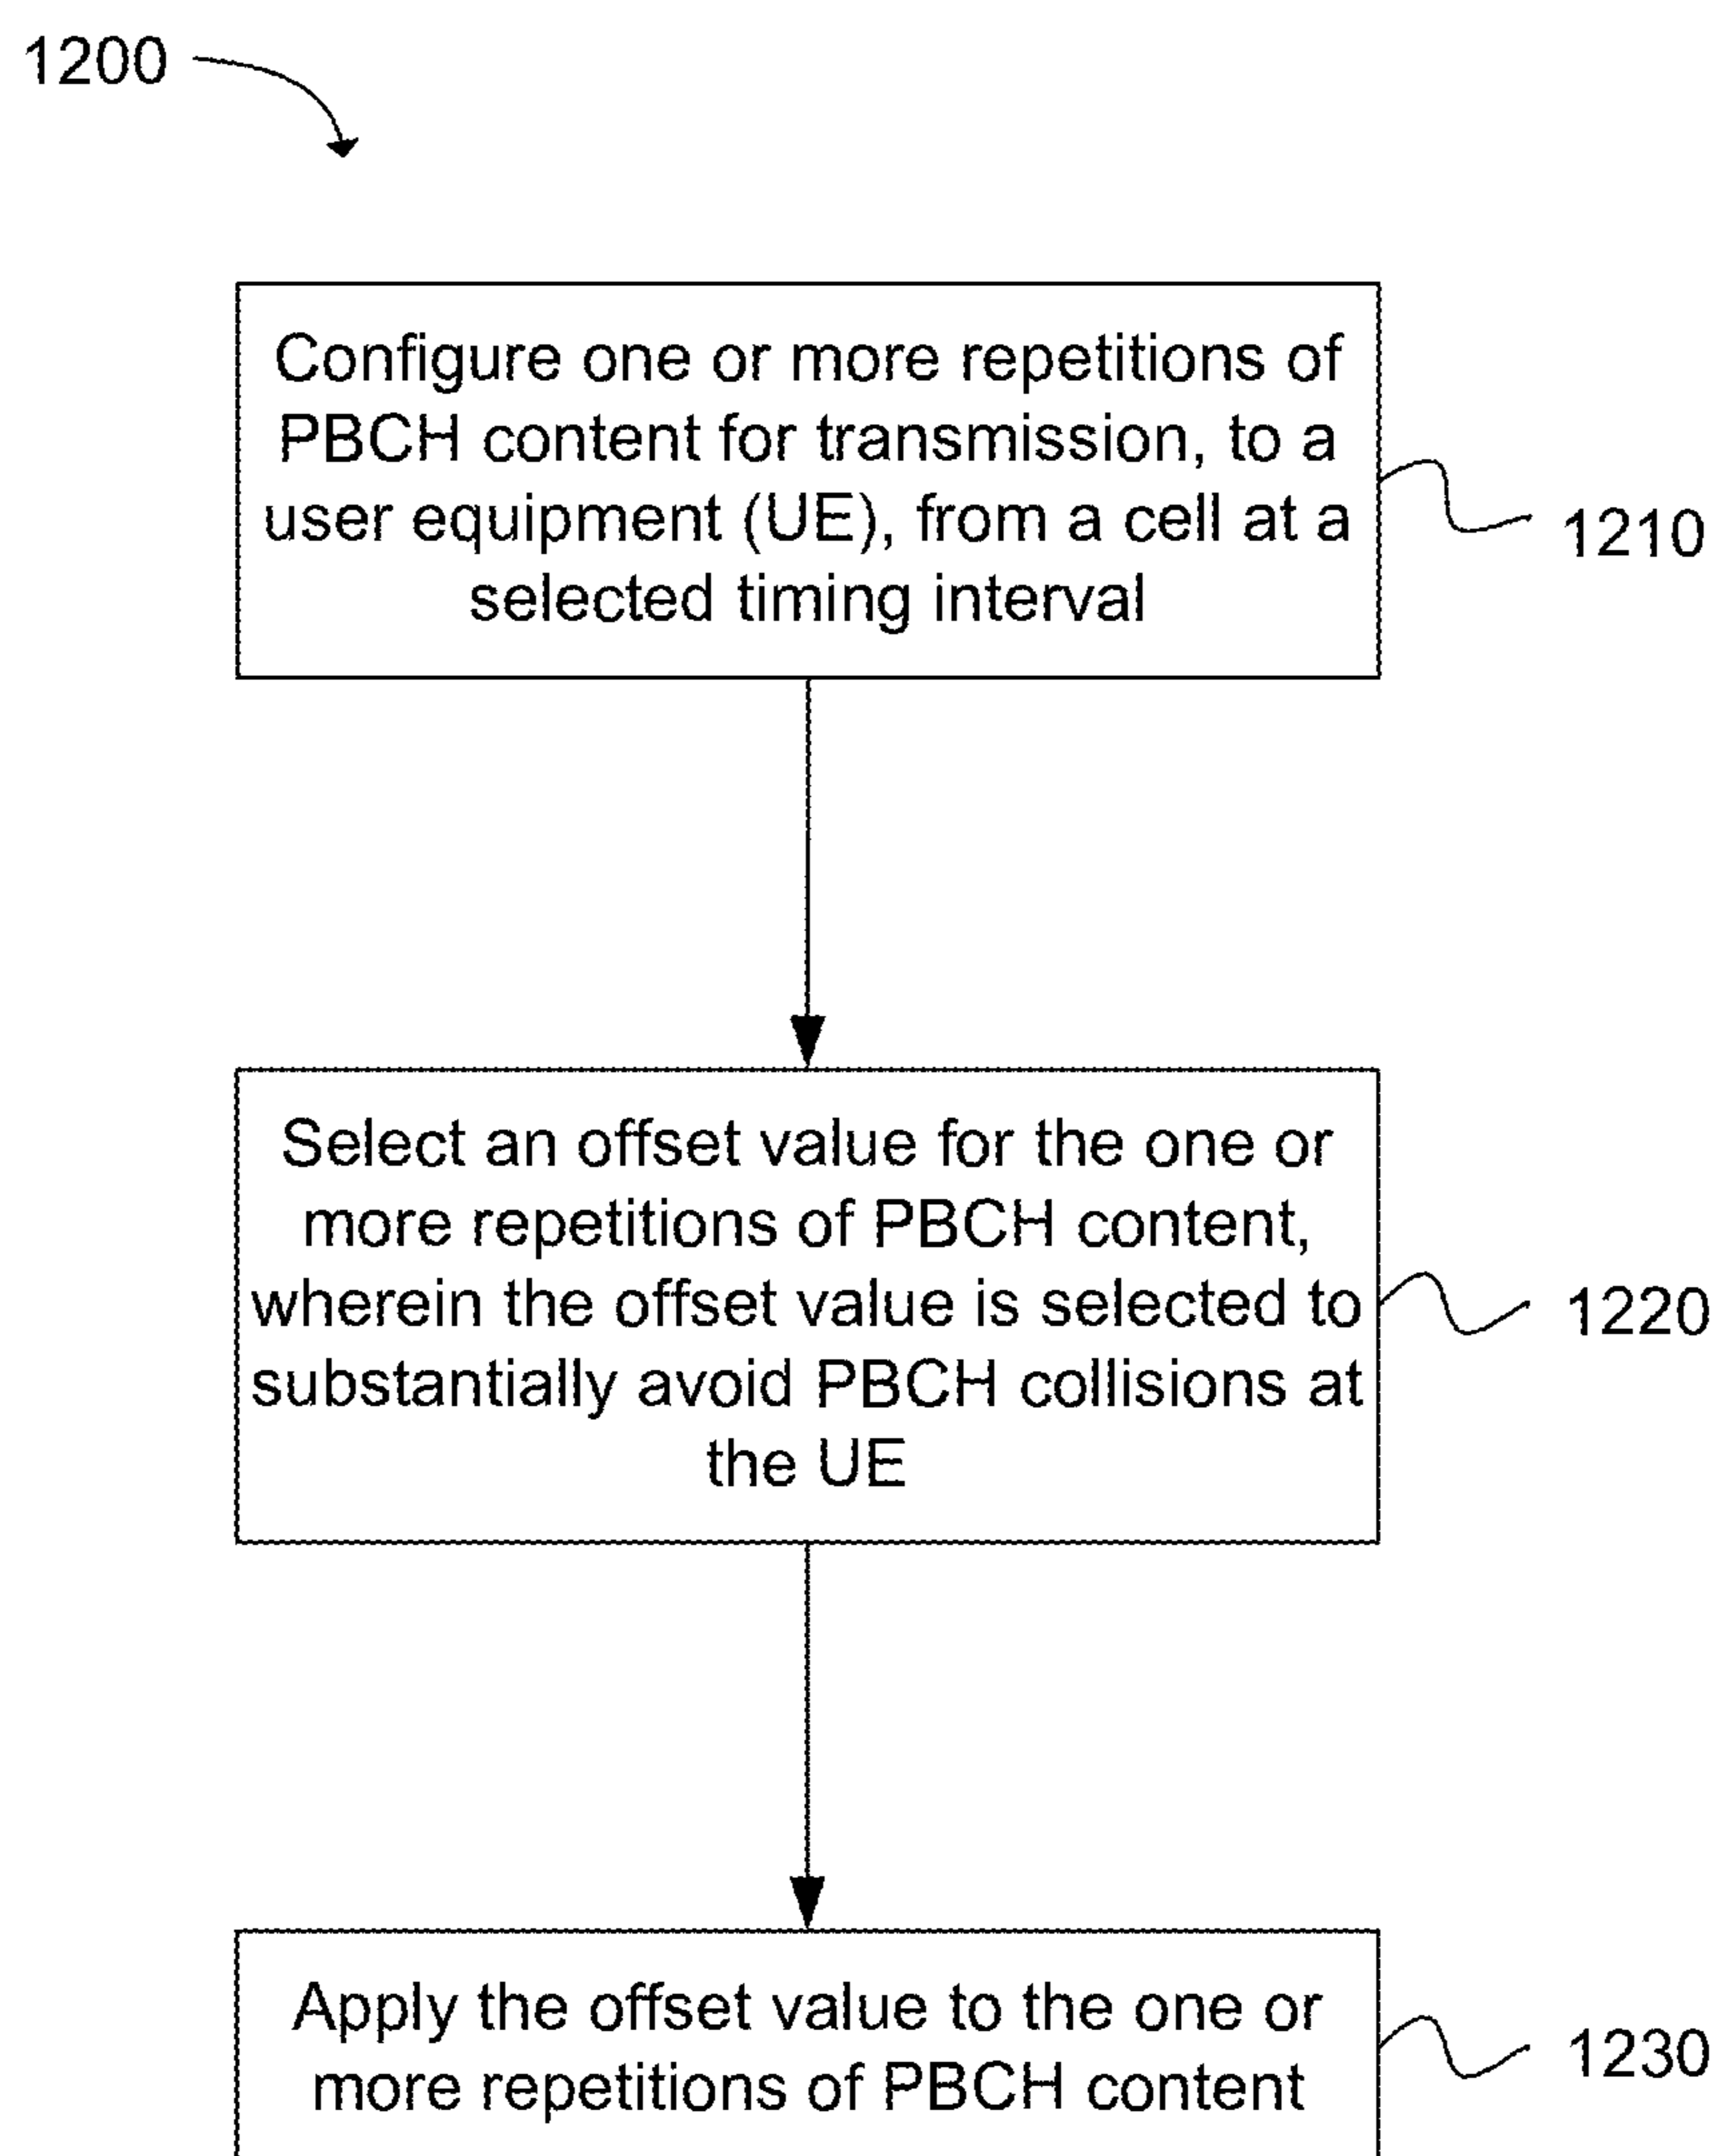 1200
Configure one or more repetitions of
PBCH content for transmission, to a
user equipment (UE), from a cell at a
selected timing interval
1210
Select an offset value for the one or
more repetitions of PBCH content,
wherein the offset value is selected to
substantially avoid PBCH collisions at
the UE
1220
Apply the offset value to the one or
more repetitions of PBCH content
1230